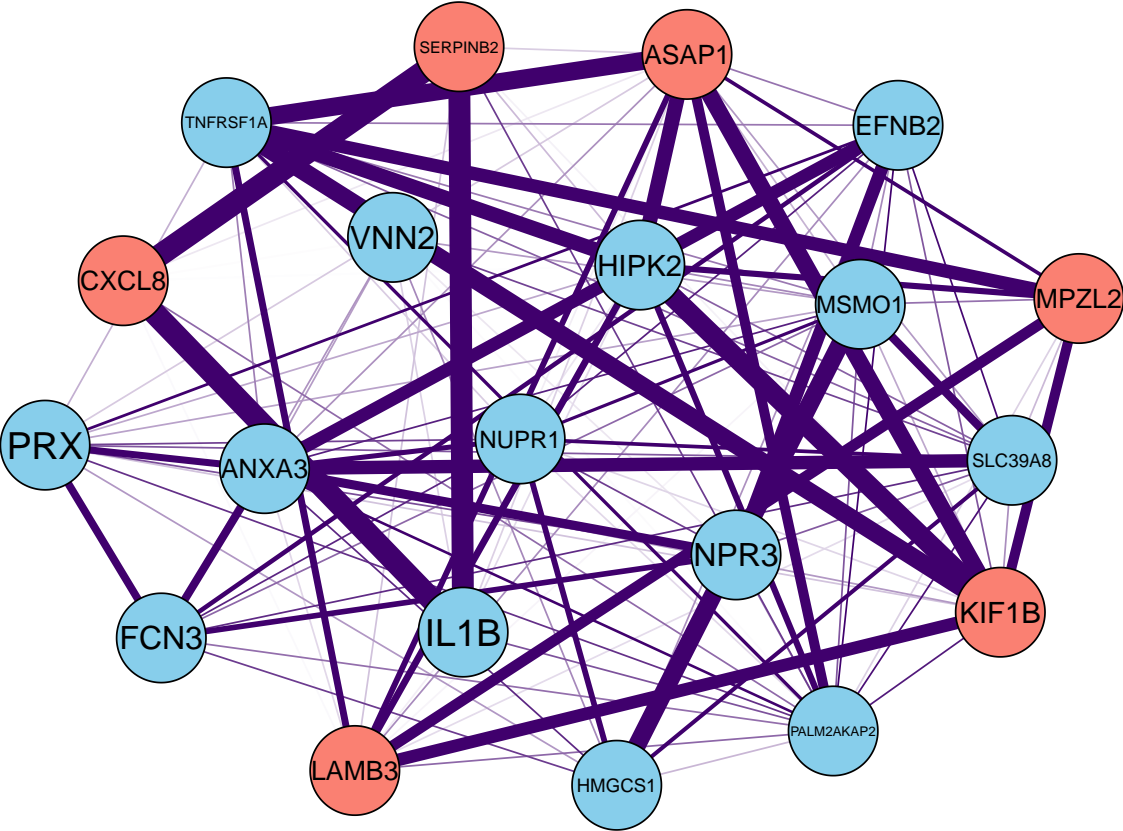 SERPINB2
ASAP1
TNFRSF1A
EFNB2
VNN2
HIPK2
CXCL8
MSMO1
MPZL2
PRX
ANXA3
NUPR1
SLC39A8
NPR3
KIF1B
FCN3
IL1B
PALM2AKAP2
LAMB3
HMGCS1